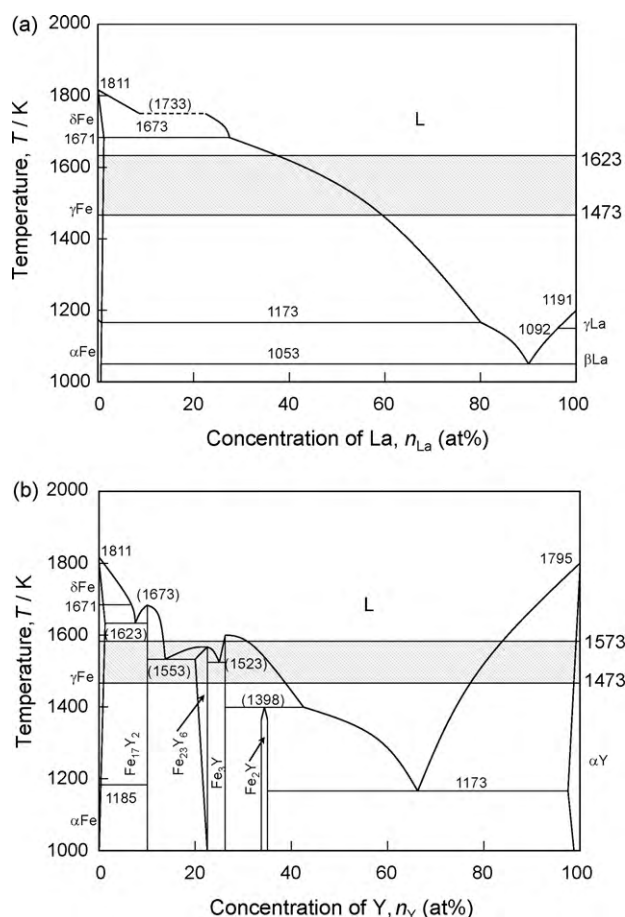 (a)
2000
1800
1600
1400
1200
1000
Temperature, T / K
1811
δFe
1671
γFe
αFe
(1733)
1673
L
1623
1473
1173
1191
1092
γLa
1053
βLa
0
20
40
60
80
100
Concentration of La, nLa (at%)
(b)
2000
1800
1600
1400
1200
1000
Temperature, T / K
1811
δFe
1671
γFe
αFe
(1673)
(1623)
(1553)
(1523)
(1398)
L
1795
1573
1473
Fe17Y2
Fe23Y6
Fe3Y
Fe2Y
1185
1173
αY
0
20
40
60
80
100
Concentration of Y, nY (at%)